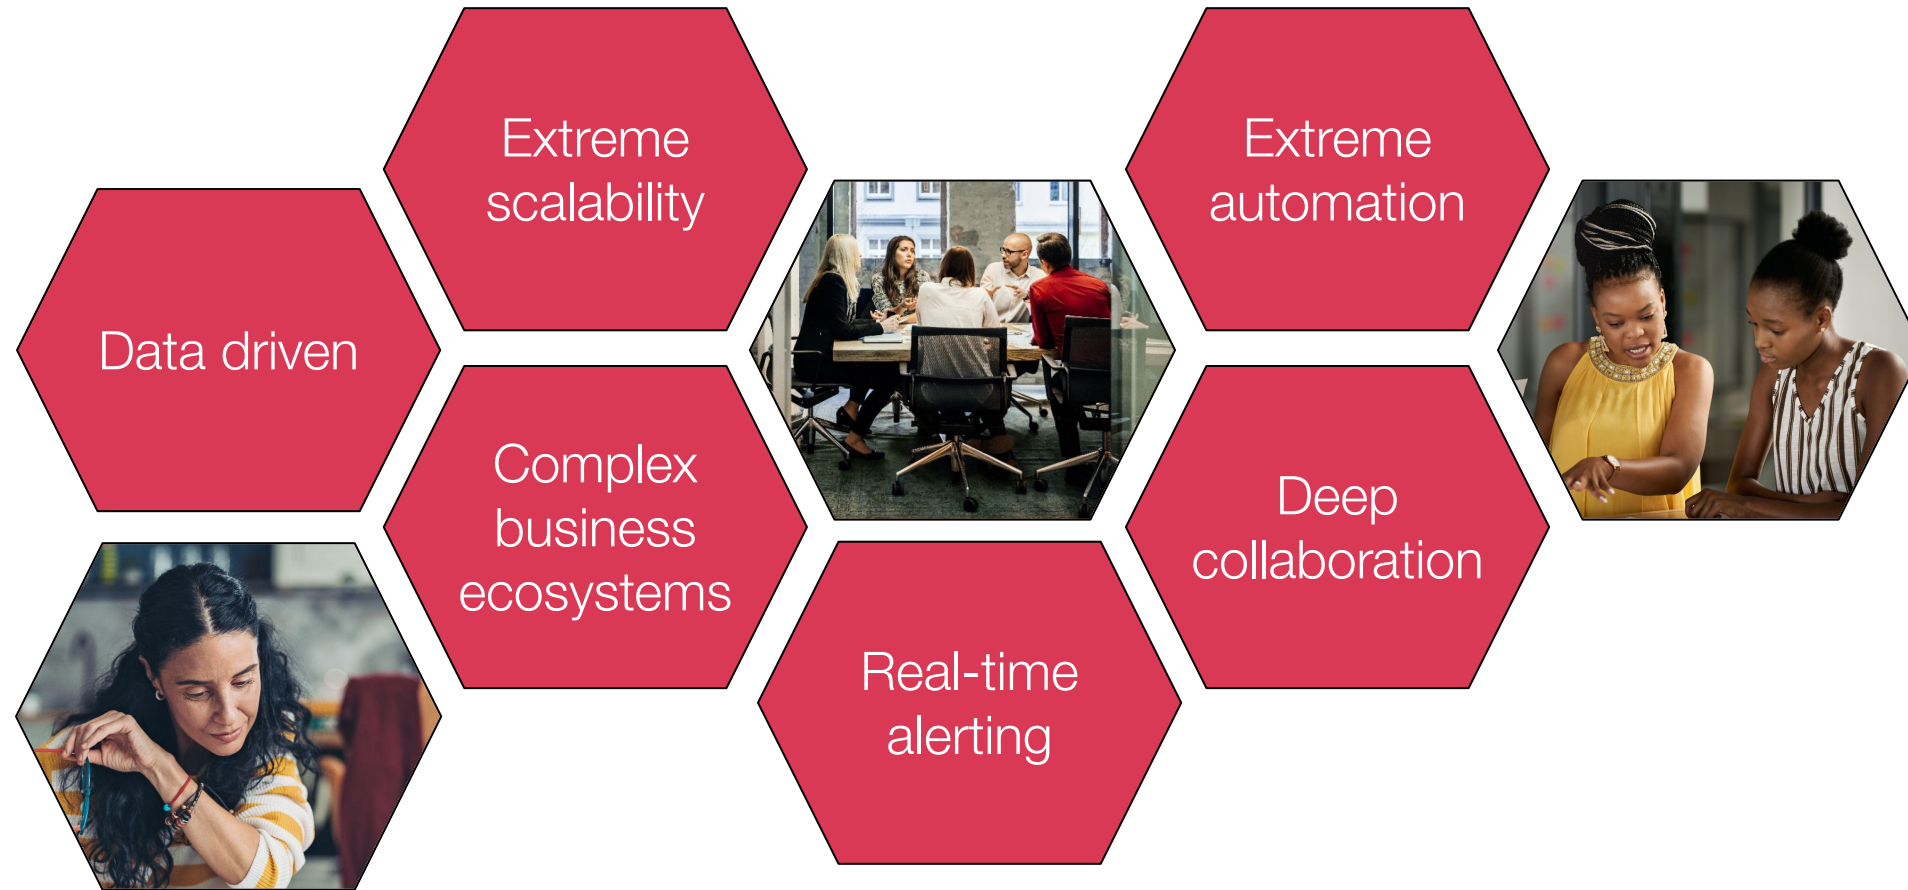 Data driven
Extreme
scalability
Complex
business
ecosystems
Real-time
alerting
Extreme
automation
Deep
collaboration